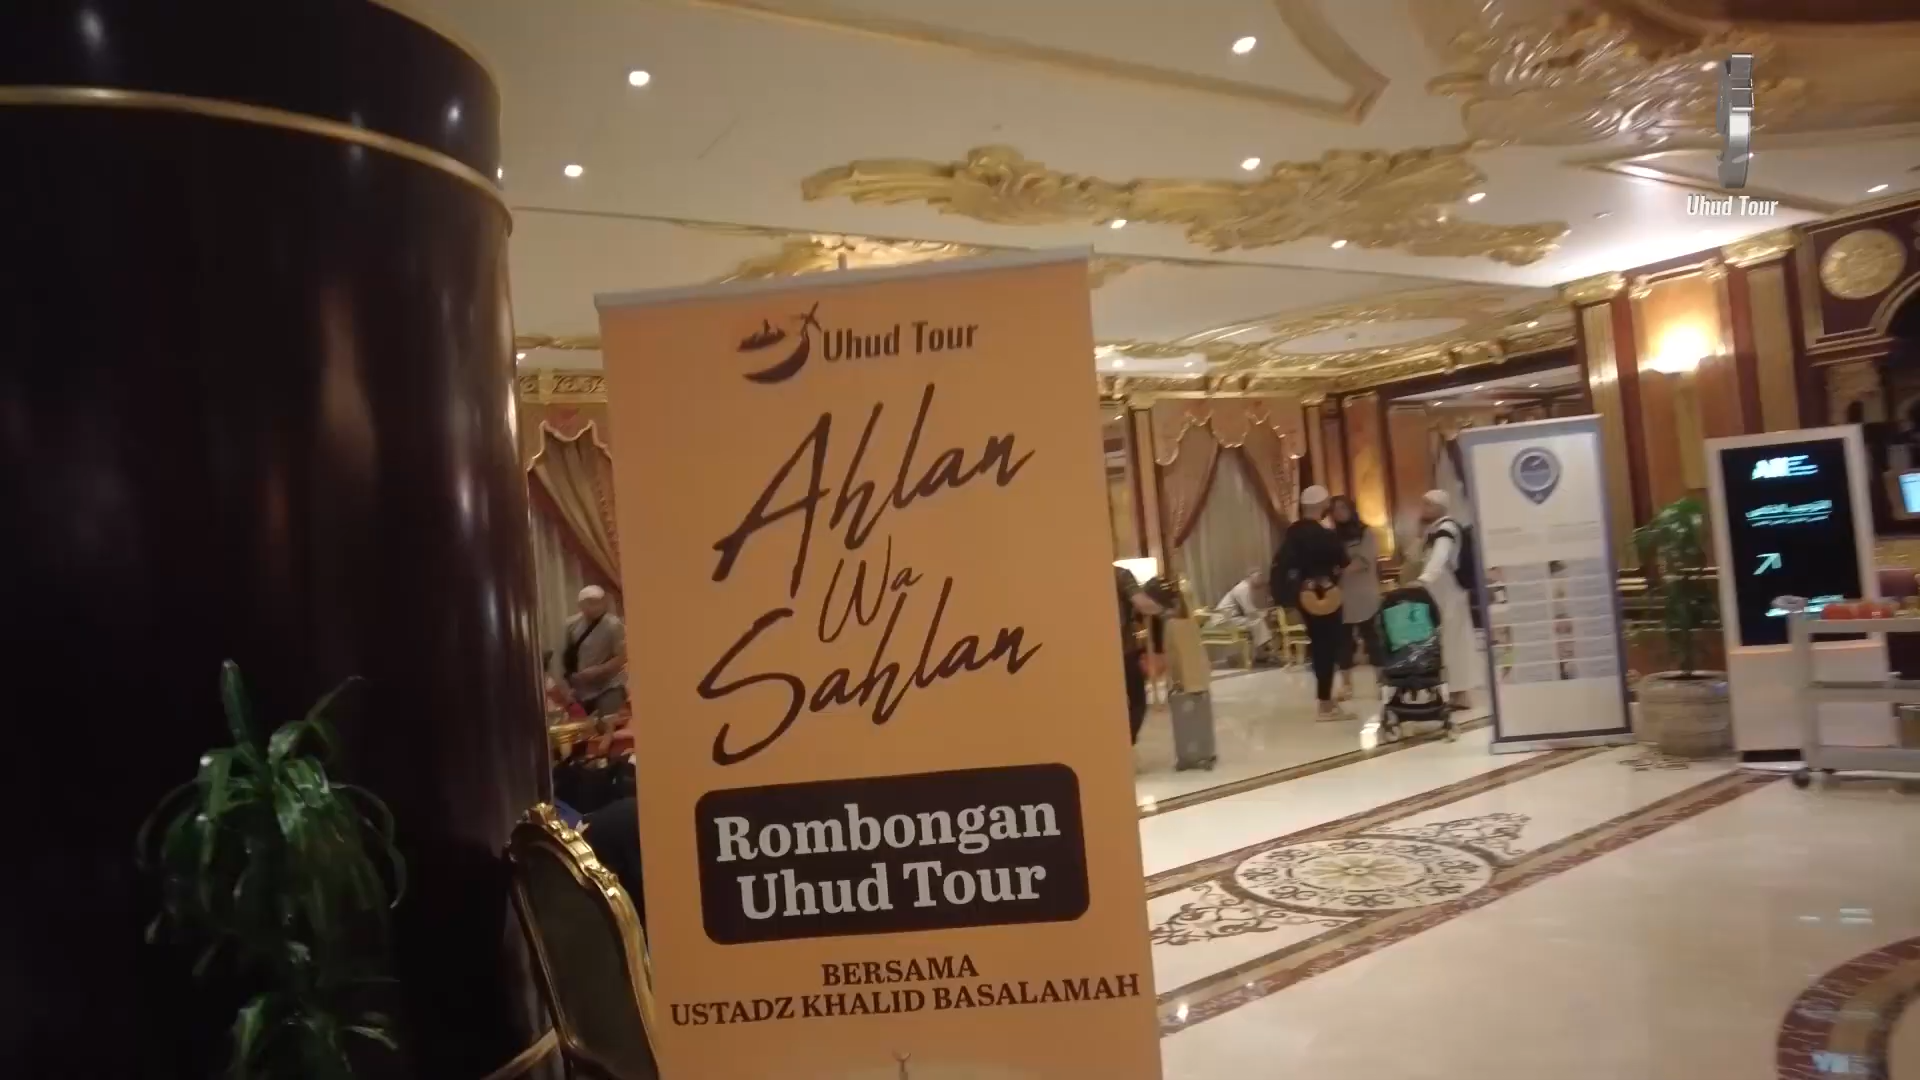 Uhud Tour
Uhud Tour
Ahlan
Wa
Sahlan
Rombongan
Uhud Tour
BERSAMA
USTADZ KHALID BASALAMAH